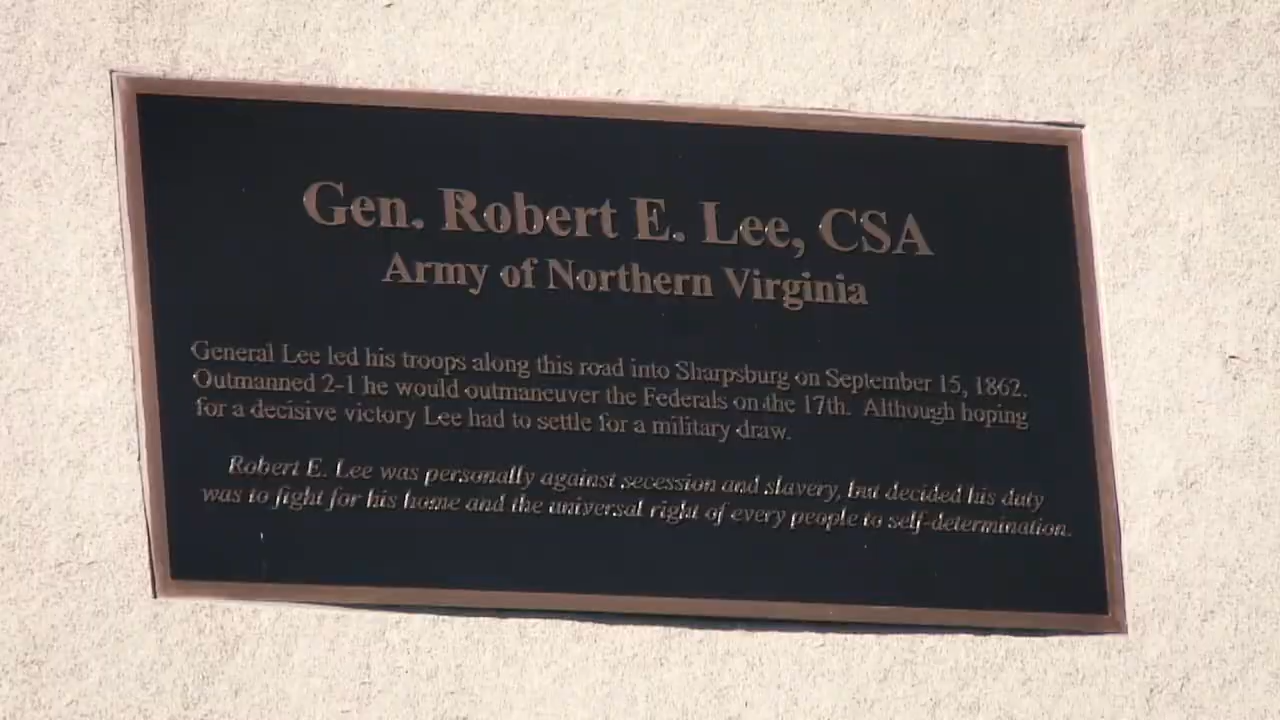 Gen. Robert E. Lee, CSA
Army of Northern Virginia
General Lee led his troops along this road into Sharpsburg on September 15, 1862.
Outmanned 2-1 he would outmaneuver the Federals on the 17th. Although hoping
for a decisive victory Lee had to settle for a military draw.
Robert E. Lee was personally against secession and slavery, but decided his duty
was to fight for his home and the universal right of every people to self-determination.